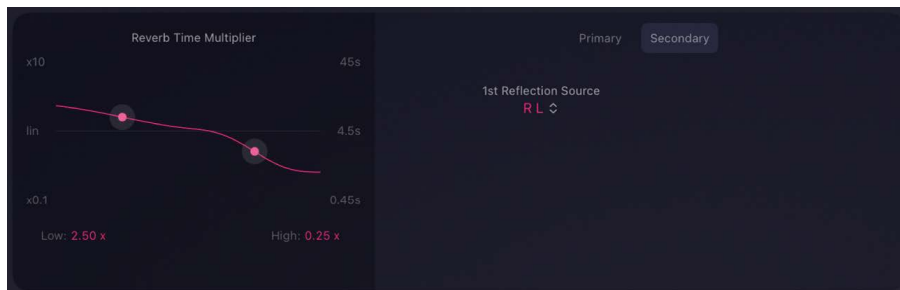 Reverb Time Multiplier
x10 45s
lin 4.5s
x0.1 0.45s
Low: 2.50 x High: 0.25 x
Primary Secondary
1st Reflection Source
R L